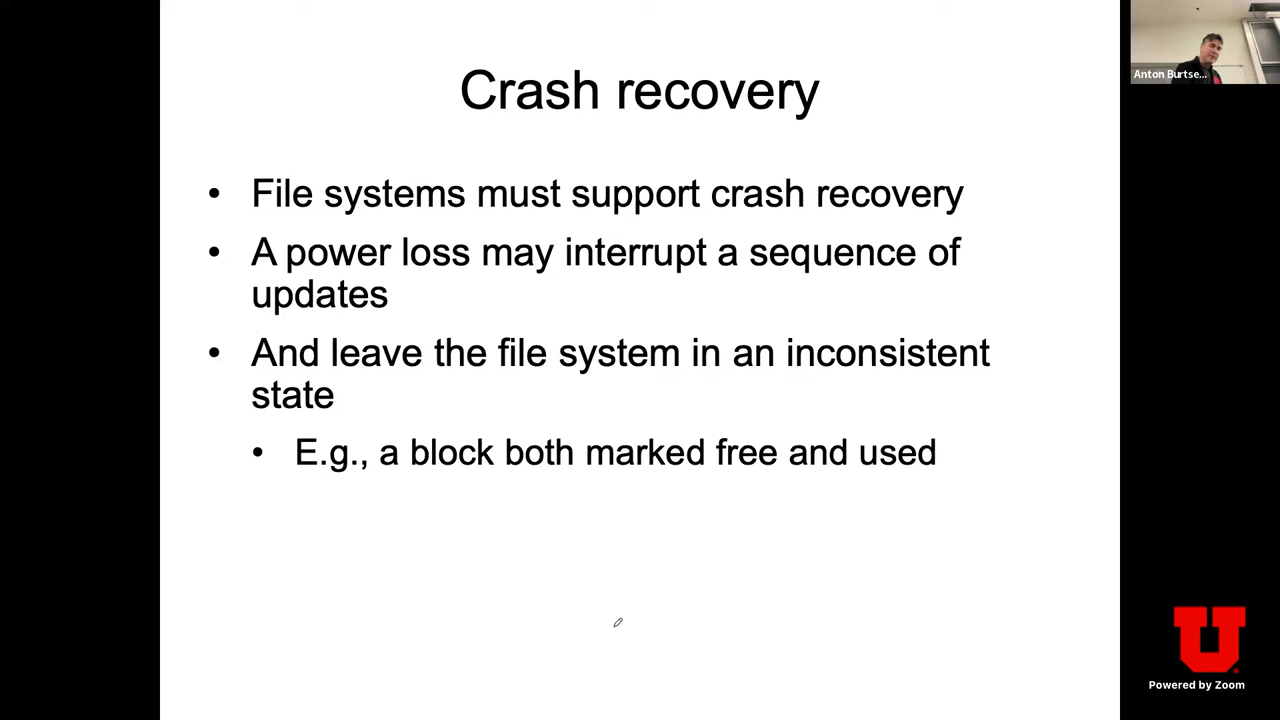 Crash recovery
• File systems must support crash recovery
• A power loss may interrupt a sequence of
updates
• And leave the file system in an inconsistent
state
• E.g., a block both marked free and used
Anton Burtse...
U
Powered by Zoom